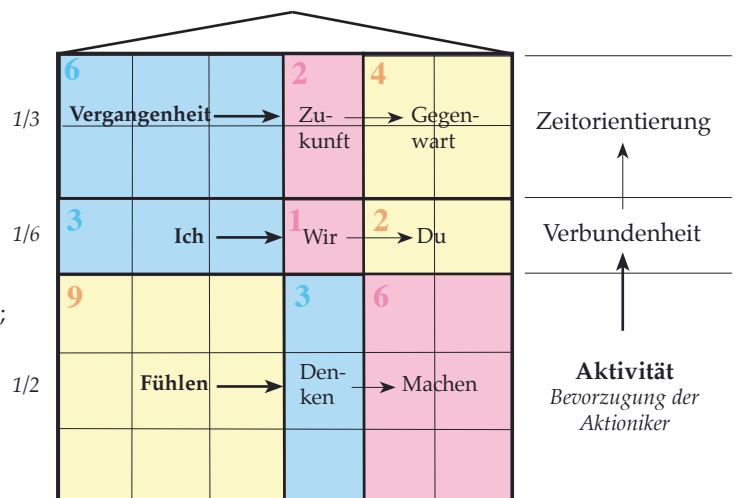 6 2 4
1/3 Vergangenheit Zu- Gegen- Zeitorientierung
kunft wart
3 1 2
1/6 Ich Wir Du Verbundenheit
9 3 6
;
1/2 Fühlen Den- Machen Aktivität
ken Bevorzugung der
Aktioniker